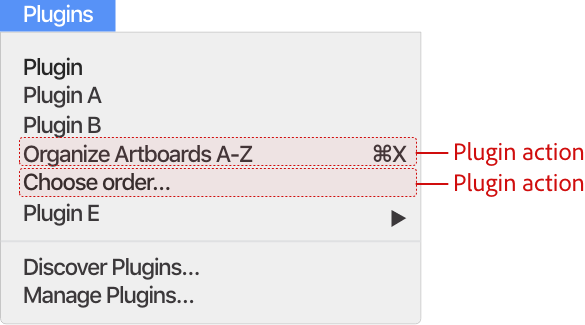 Plugins
Plugin
Plugin A
Plugin B
Organize Artboards A-Z ⌘X Plugin action
Choose order... Plugin action
Plugin E ▶
Discover Plugins...
Manage Plugins...